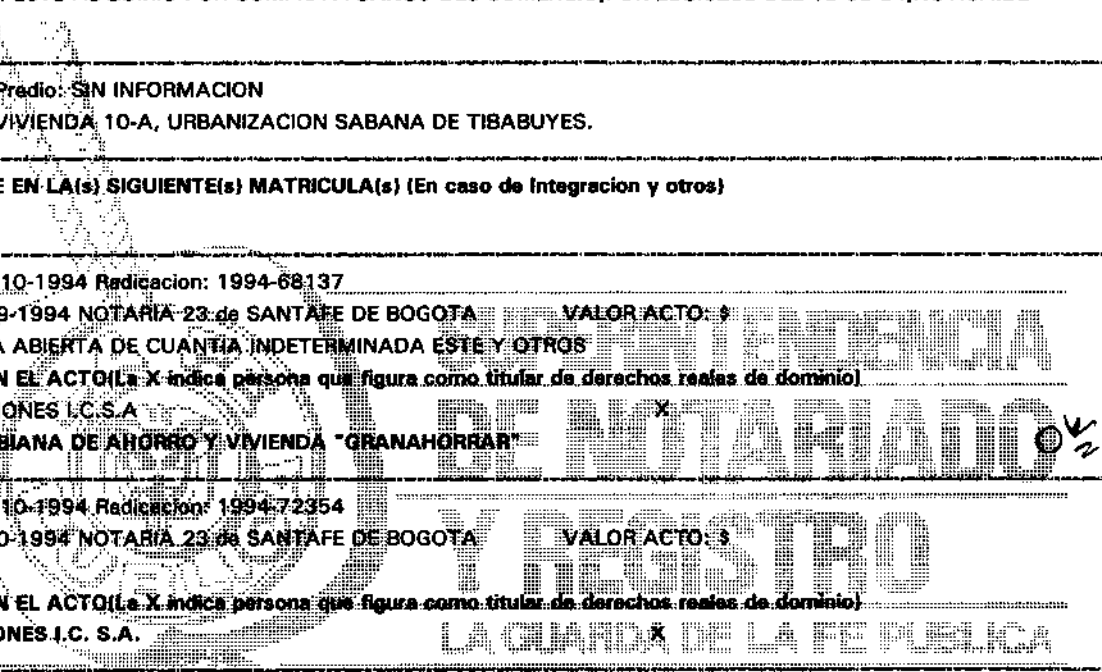 Predio: SIN INFORMACION
VIVIENDA 10-A, URBANIZACION SABANA DE TIBABUYES.
E EN LA(s) SIGUIENTE(s) MATRICULA(s) (En caso de Integracion y otros)
10-1994 Radicacion: 1994-68137
9-1994 NOTARIA 23 de SANTAFE DE BOGOTA VALOR ACTO: $
A ABIERTA DE CUANTIA INDETERMINADA ESTE Y OTROS
N EL ACTO(La X indica persona que figura como titular de derechos reales de dominio)
ONES I.C.S.A X
BIANA DE AHORRO Y VIVIENDA "GRANAHORRAR"
10-1994 Radicacion: 1994-72354
0-1994 NOTARIA 23 de SANTAFE DE BOGOTA VALOR ACTO: $
N EL ACTO(La X indica persona que figura como titular de derechos reales de dominio)
ONES I.C. S.A. X
SUPERINTENDENCIA
DE NOTARIADO
Y REGISTRO
LA GUARDA DE LA FE PUBLICA